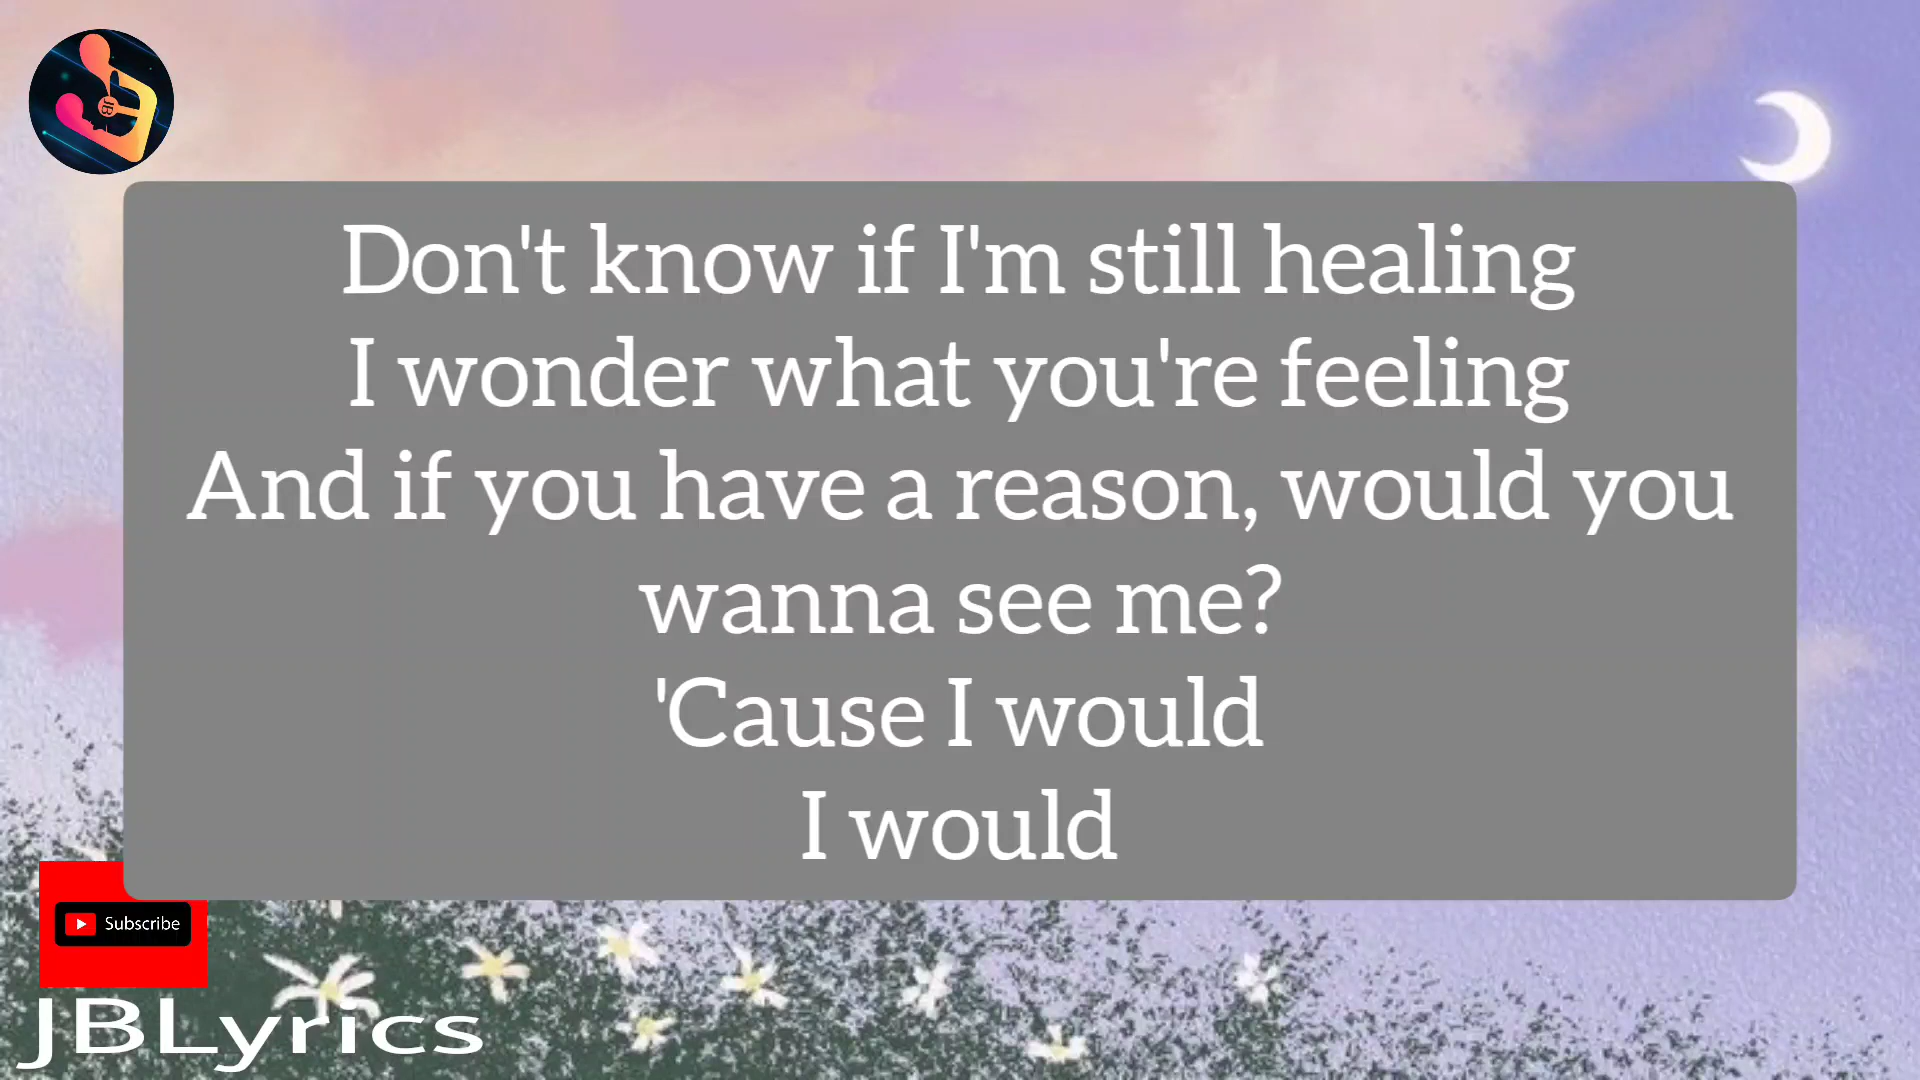 JB
Don't know if I'm still healing
I wonder what you're feeling
And if you have a reason, would you
wanna see me?
'Cause I would
I would
Subscribe
JBLyrics